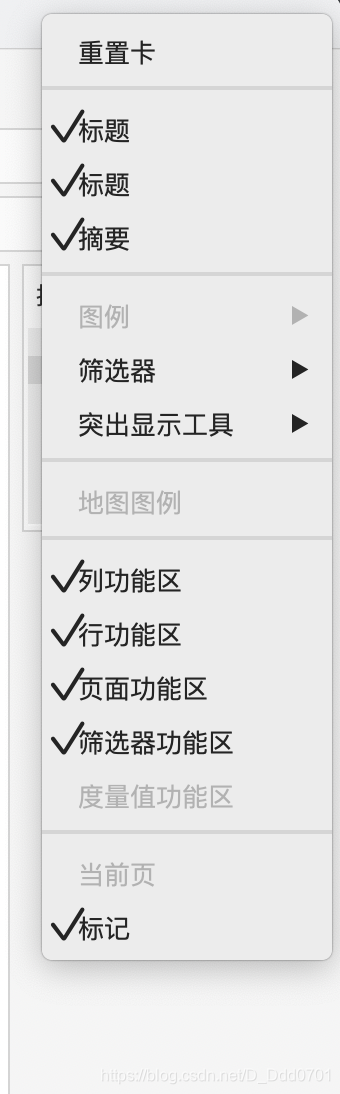 重置卡
标题
标题
摘要
图例
筛选器
突出显示工具
地图图例
列功能区
行功能区
页面功能区
筛选器功能区
度量值功能区
当前页
标记
https://blog.csdn.net/D_Ddd0701